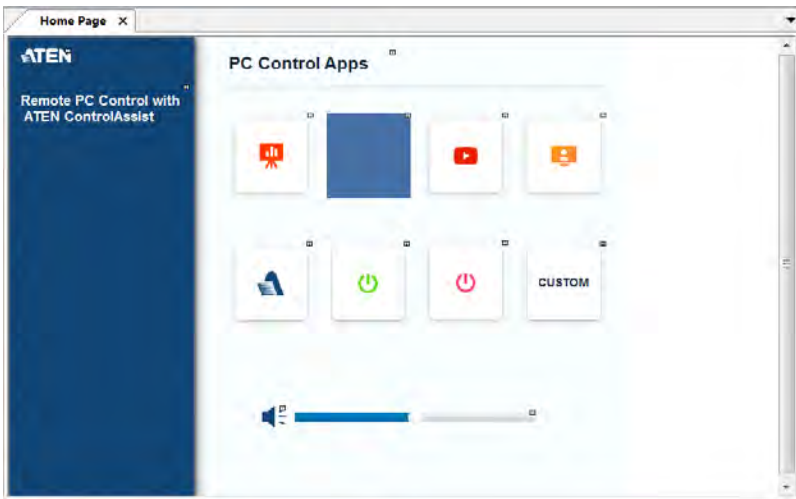 Home Page X
ATEN
PC Control Apps
Remote PC Control with
ATEN ControlAssist
CUSTOM